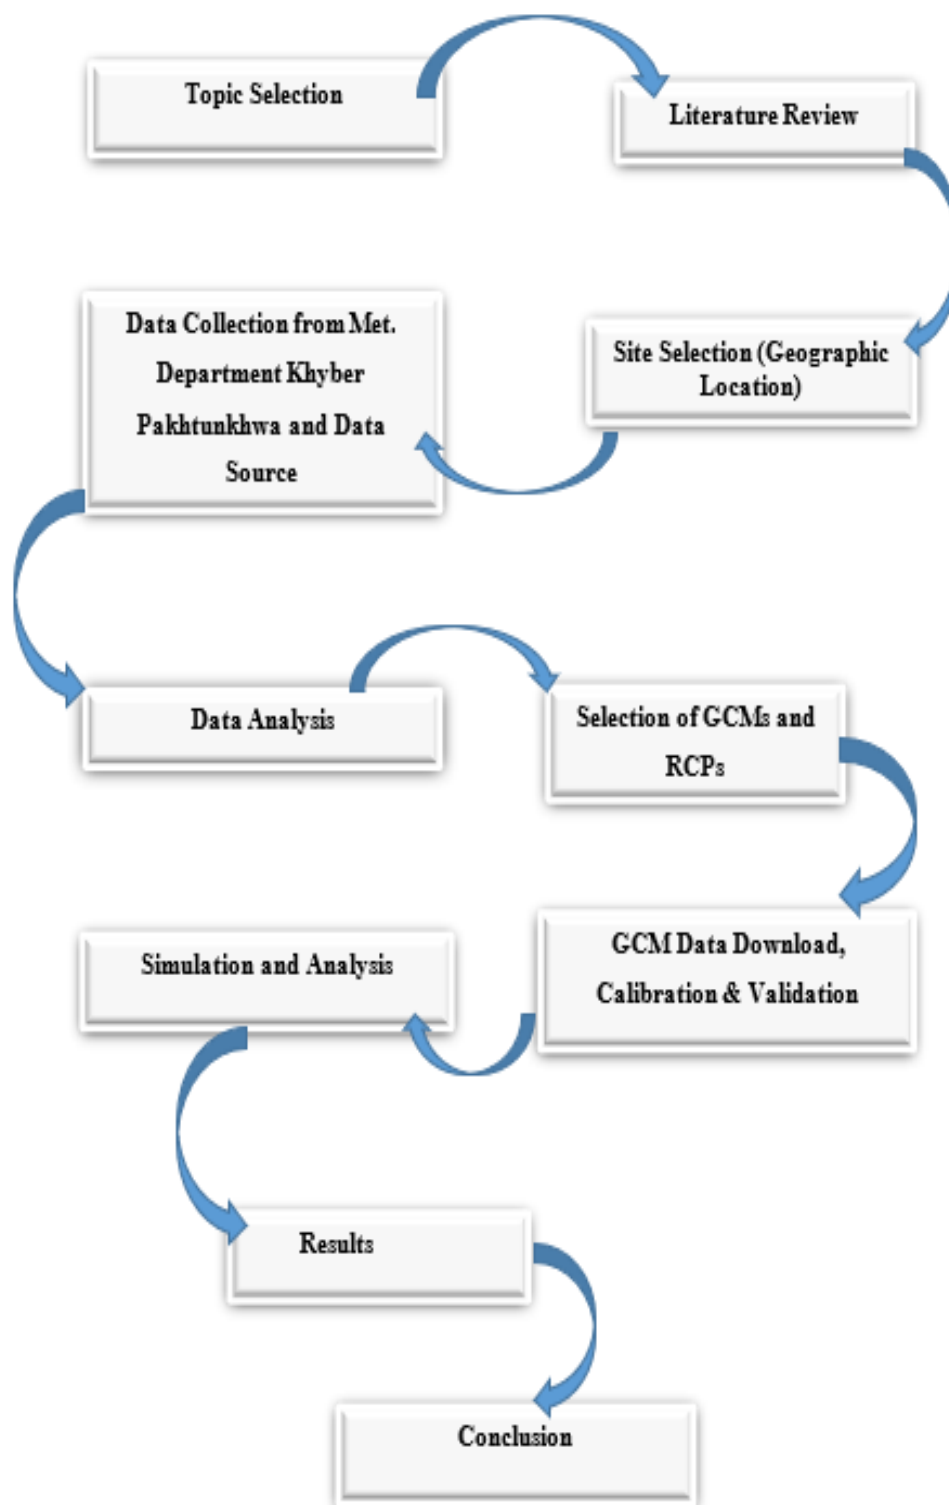 Topic Selection
Literature Review
Site Selection (Geographic
Location)
Data Collection from Met.
Department Khyber
Pakhtunkhwa and Data
Source
Data Analysis
Selection of GCMs and
RCPs
GCM Data Download,
Calibration & Validation
Simulation and Analysis
Results
Conclusion